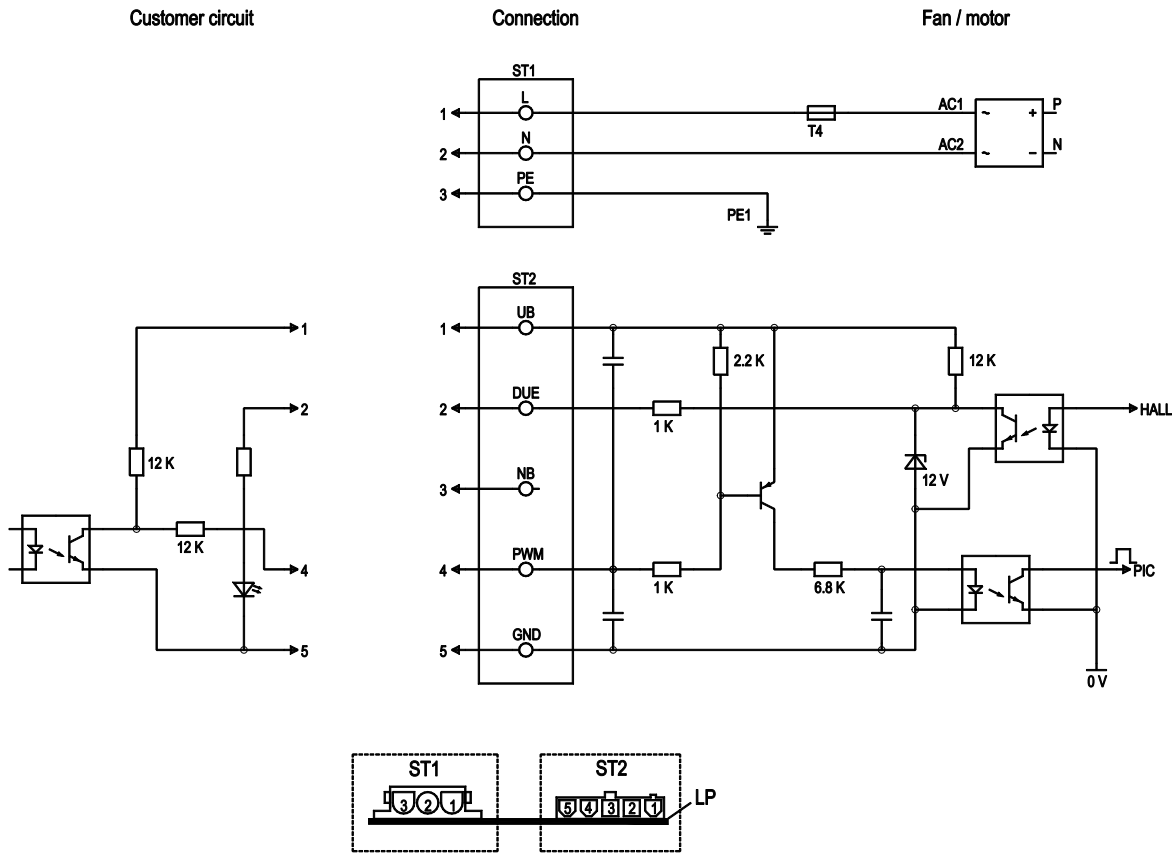 Customer circuit Connection Fan / motor
ST1
L
1 AC1 ~ + P
T4
N
2 AC2 ~ - N
PE
3
PE1
ST2
UB
1 1
2.2 K 12 K
DUE
2 2 HALL
1 K
12 K
12 V
NB
3
12 K
PWM
4 4 PIC
1 K 6.8 K
GND
5 5
0 V
ST1 ST2
LP
3 2 1 5 4 3 2 1